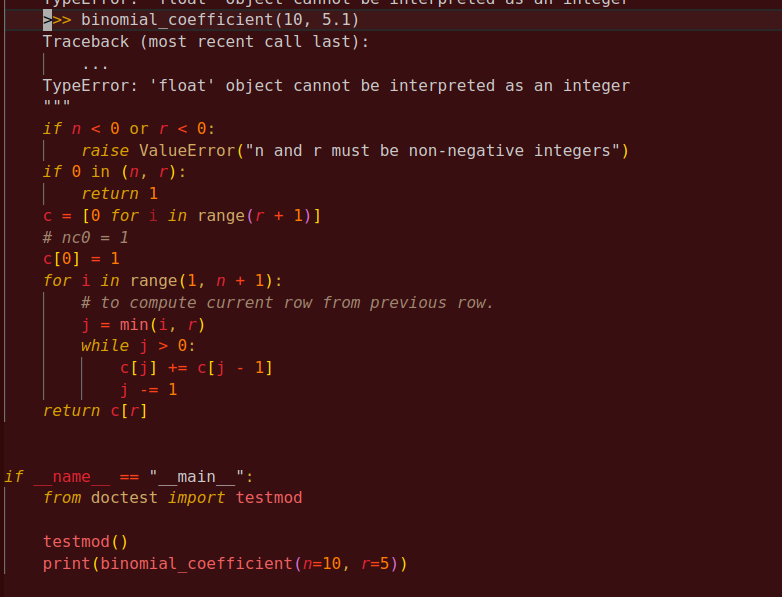 TypeError: 'float' object cannot be interpreted as an integer
>>> binomial_coefficient(10, 5.1)
Traceback (most recent call last):
    ...
TypeError: 'float' object cannot be interpreted as an integer
"""
if n < 0 or r < 0:
    raise ValueError("n and r must be non-negative integers")
if 0 in (n, r):
    return 1
c = [0 for i in range(r + 1)]
# nc0 = 1
c[0] = 1
for i in range(1, n + 1):
    # to compute current row from previous row.
    j = min(i, r)
    while j > 0:
        c[j] += c[j - 1]
        j -= 1
return c[r]
if __name__ == "__main__":
    from doctest import testmod
    testmod()
    print(binomial_coefficient(n=10, r=5))